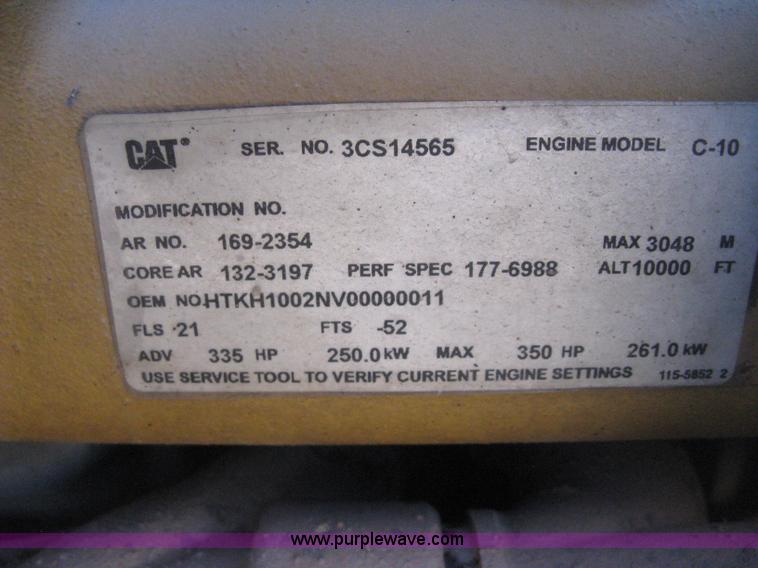 CAT® SER. NO. 3CS14565 ENGINE MODEL C-10
MODIFICATION NO.
AR NO. 169-2354 MAX 3048 M
CORE AR 132-3197 PERF SPEC 177-6988 ALT 10000 FT
OEM NO. HTKH1002NV00000011
FLS 21 FTS -52
ADV 335 HP 250.0 kW MAX 350 HP 261.0 kW
USE SERVICE TOOL TO VERIFY CURRENT ENGINE SETTINGS 115-5852 2
www.purplewave.com